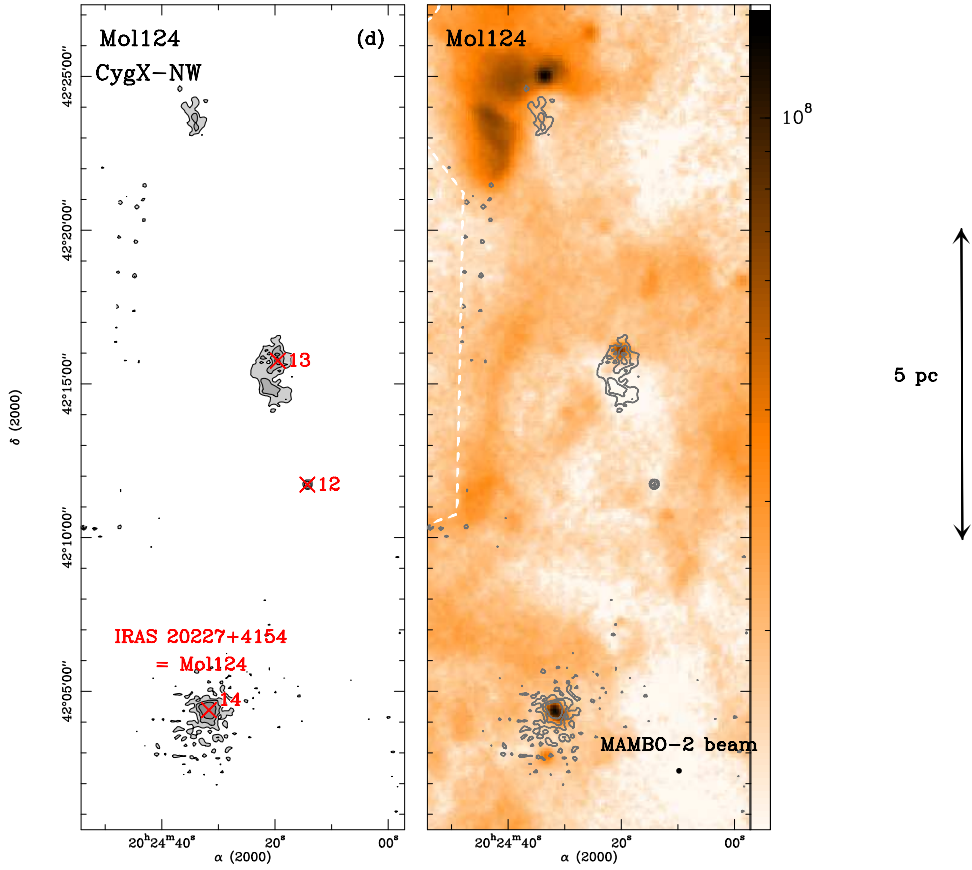 Mol124
(d)
CygX−NW
42°25'00''
42°20'00''
42°15'00''
42°10'00''
42°05'00''
δ (2000)
13
12
IRAS 20227+4154
= Mol124
14
20ʰ24ᵐ40ˢ
20ˢ
00ˢ
α (2000)
Mol124
MAMBO−2 beam
20ʰ24ᵐ40ˢ
20ˢ
00ˢ
α (2000)
10⁸
5 pc